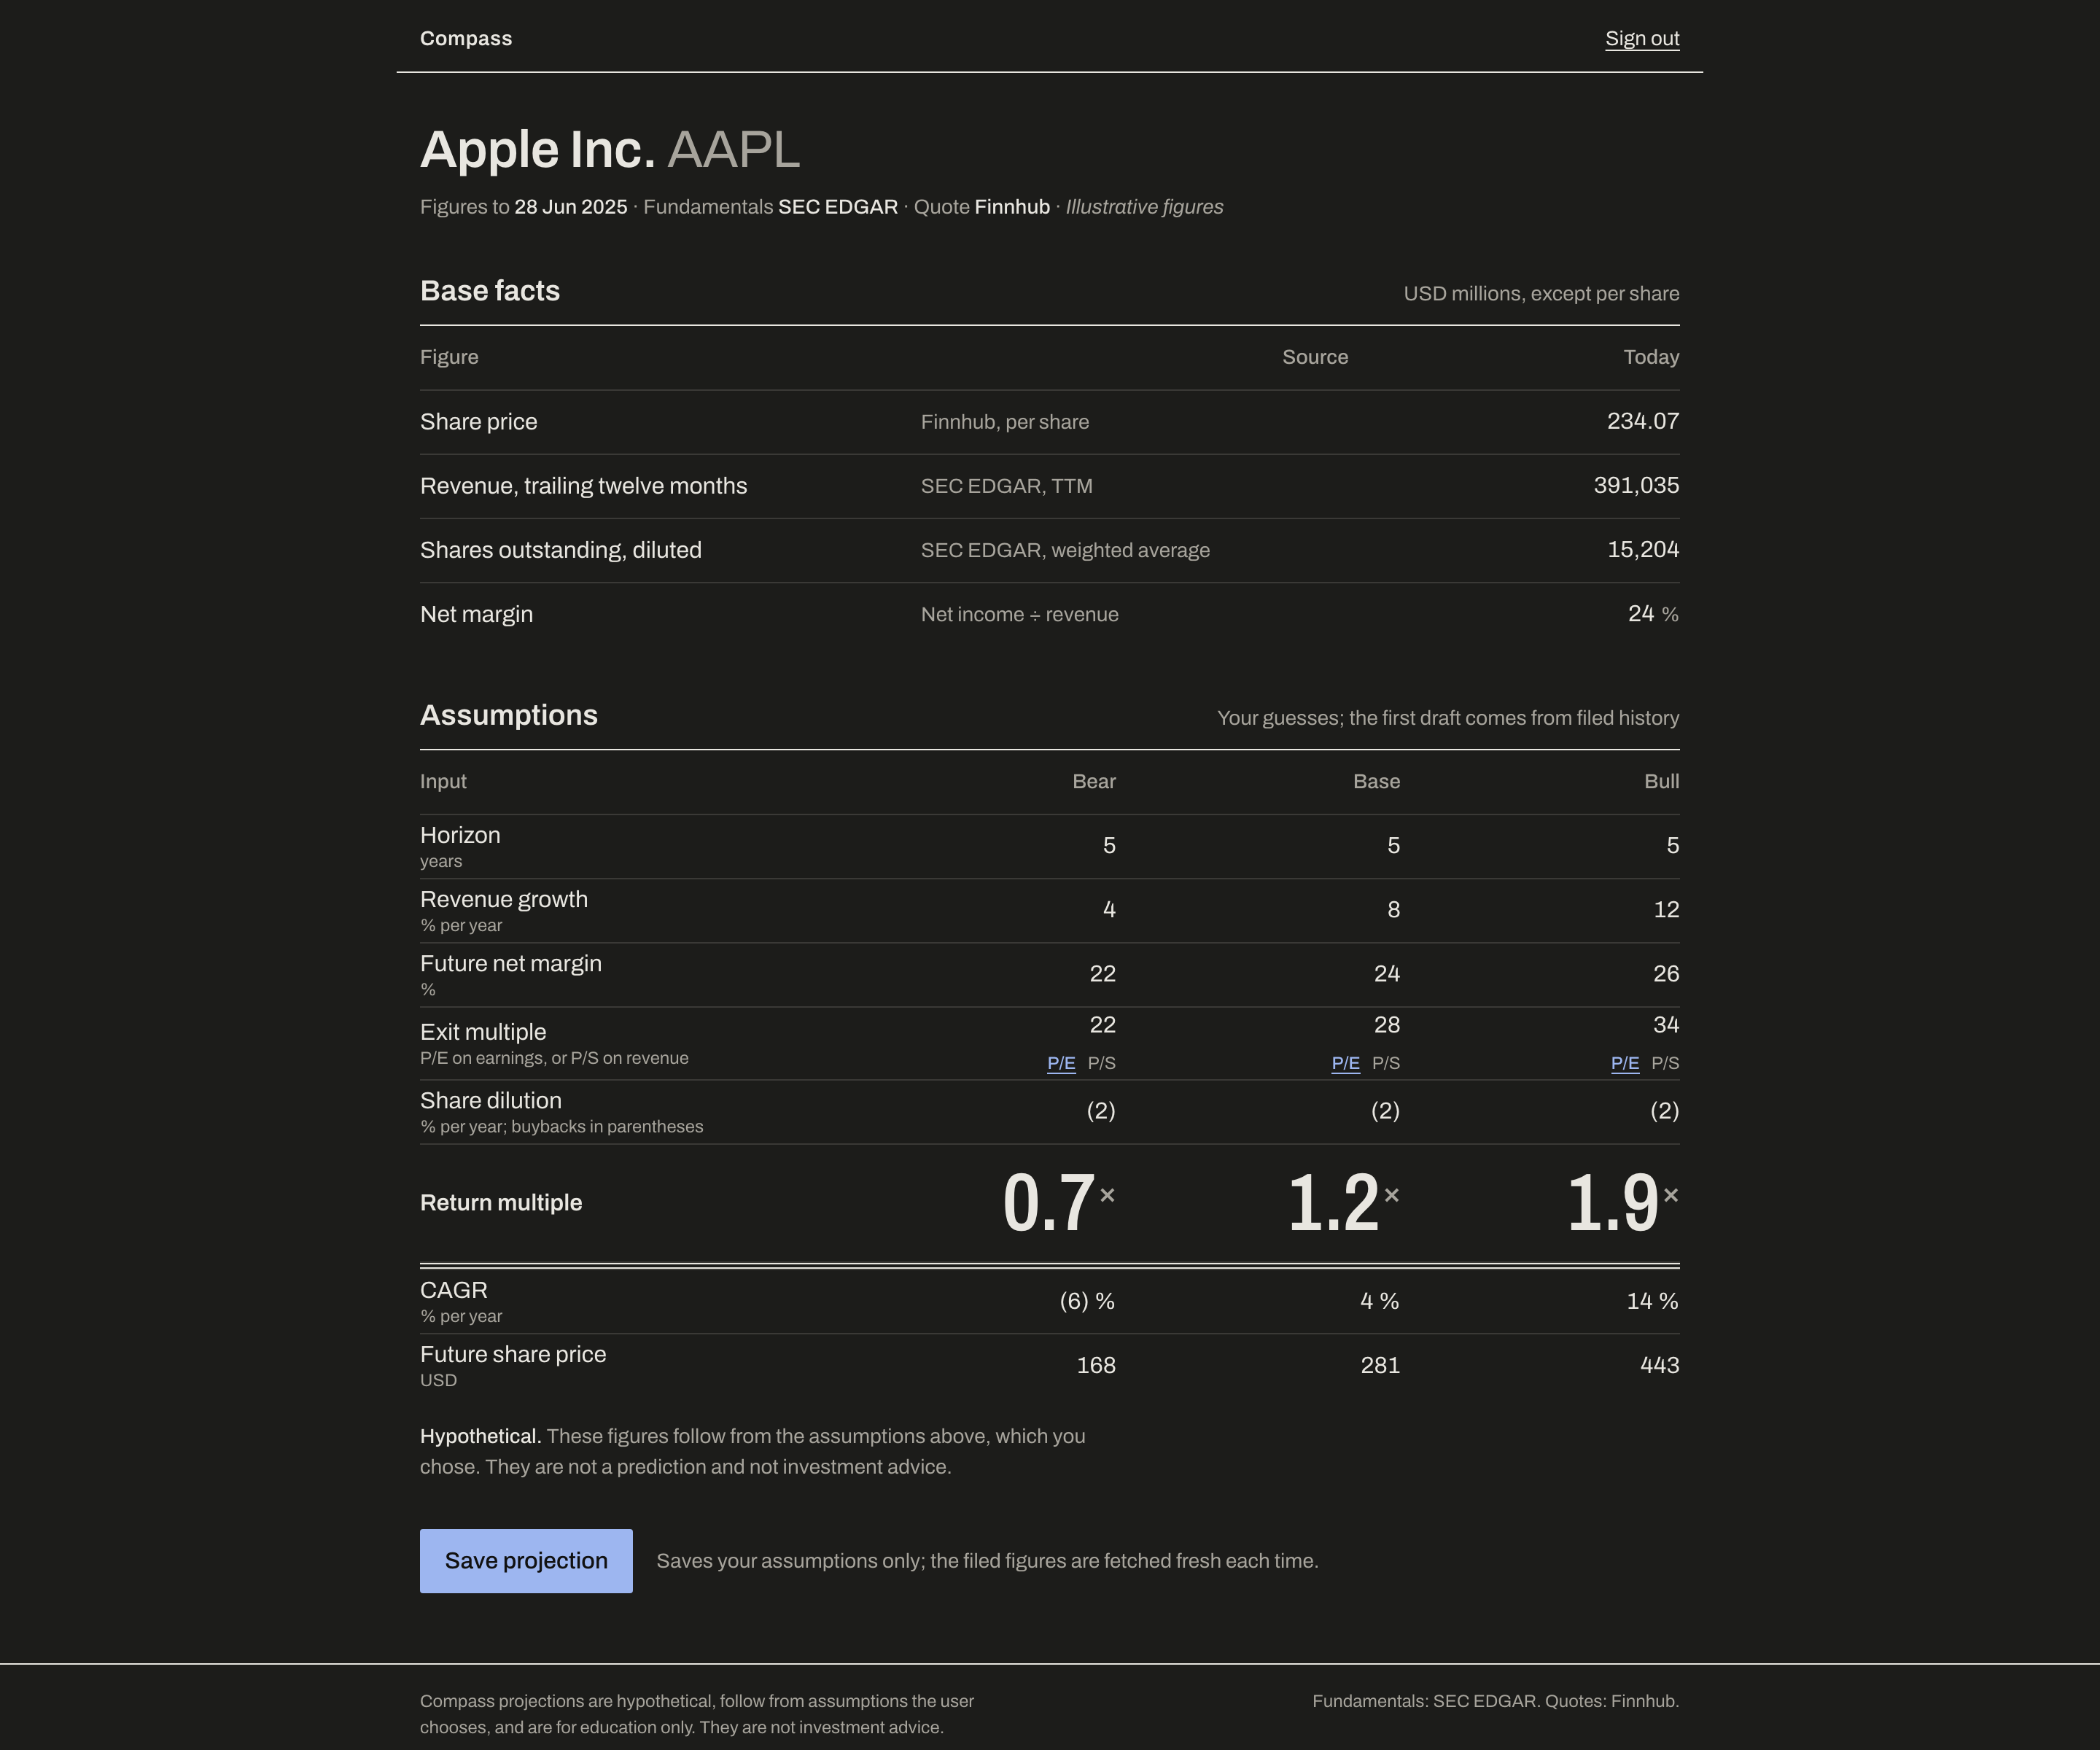 Compass
Sign out
Apple Inc. AAPL
Figures to 28 Jun 2025 · Fundamentals SEC EDGAR · Quote Finnhub · Illustrative figures
Base facts
USD millions, except per share
Figure Source Today
Share price Finnhub, per share 234.07
Revenue, trailing twelve months SEC EDGAR, TTM 391,035
Shares outstanding, diluted SEC EDGAR, weighted average 15,204
Net margin Net income ÷ revenue 24 %
Assumptions
Your guesses; the first draft comes from filed history
Input Bear Base Bull
Horizon
years
5 5 5
Revenue growth
% per year
4 8 12
Future net margin
%
22 24 26
Exit multiple
P/E on earnings, or P/S on revenue
22 28 34
P/E P/S P/E P/S P/E P/S
Share dilution
% per year; buybacks in parentheses
(2) (2) (2)
Return multiple 0.7× 1.2× 1.9×
CAGR
% per year
(6) % 4 % 14 %
Future share price
USD
168 281 443
Hypothetical. These figures follow from the assumptions above, which you
chose. They are not a prediction and not investment advice.
Save projection
Saves your assumptions only; the filed figures are fetched fresh each time.
Compass projections are hypothetical, follow from assumptions the user
chooses, and are for education only. They are not investment advice.
Fundamentals: SEC EDGAR. Quotes: Finnhub.